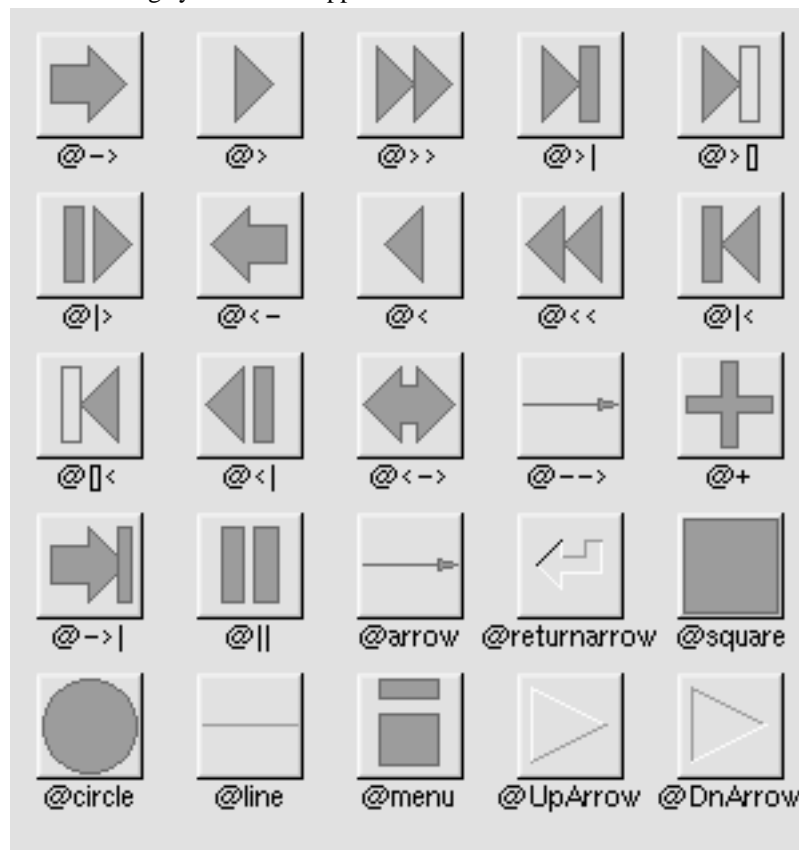 @-> @> @>> @>| @>[]
@|> @<- @< @<< @|<
@[]< @<| @<-> @--> @+
@->| @|| @arrow @returnarrow @square
@circle @line @menu @UpArrow @DnArrow